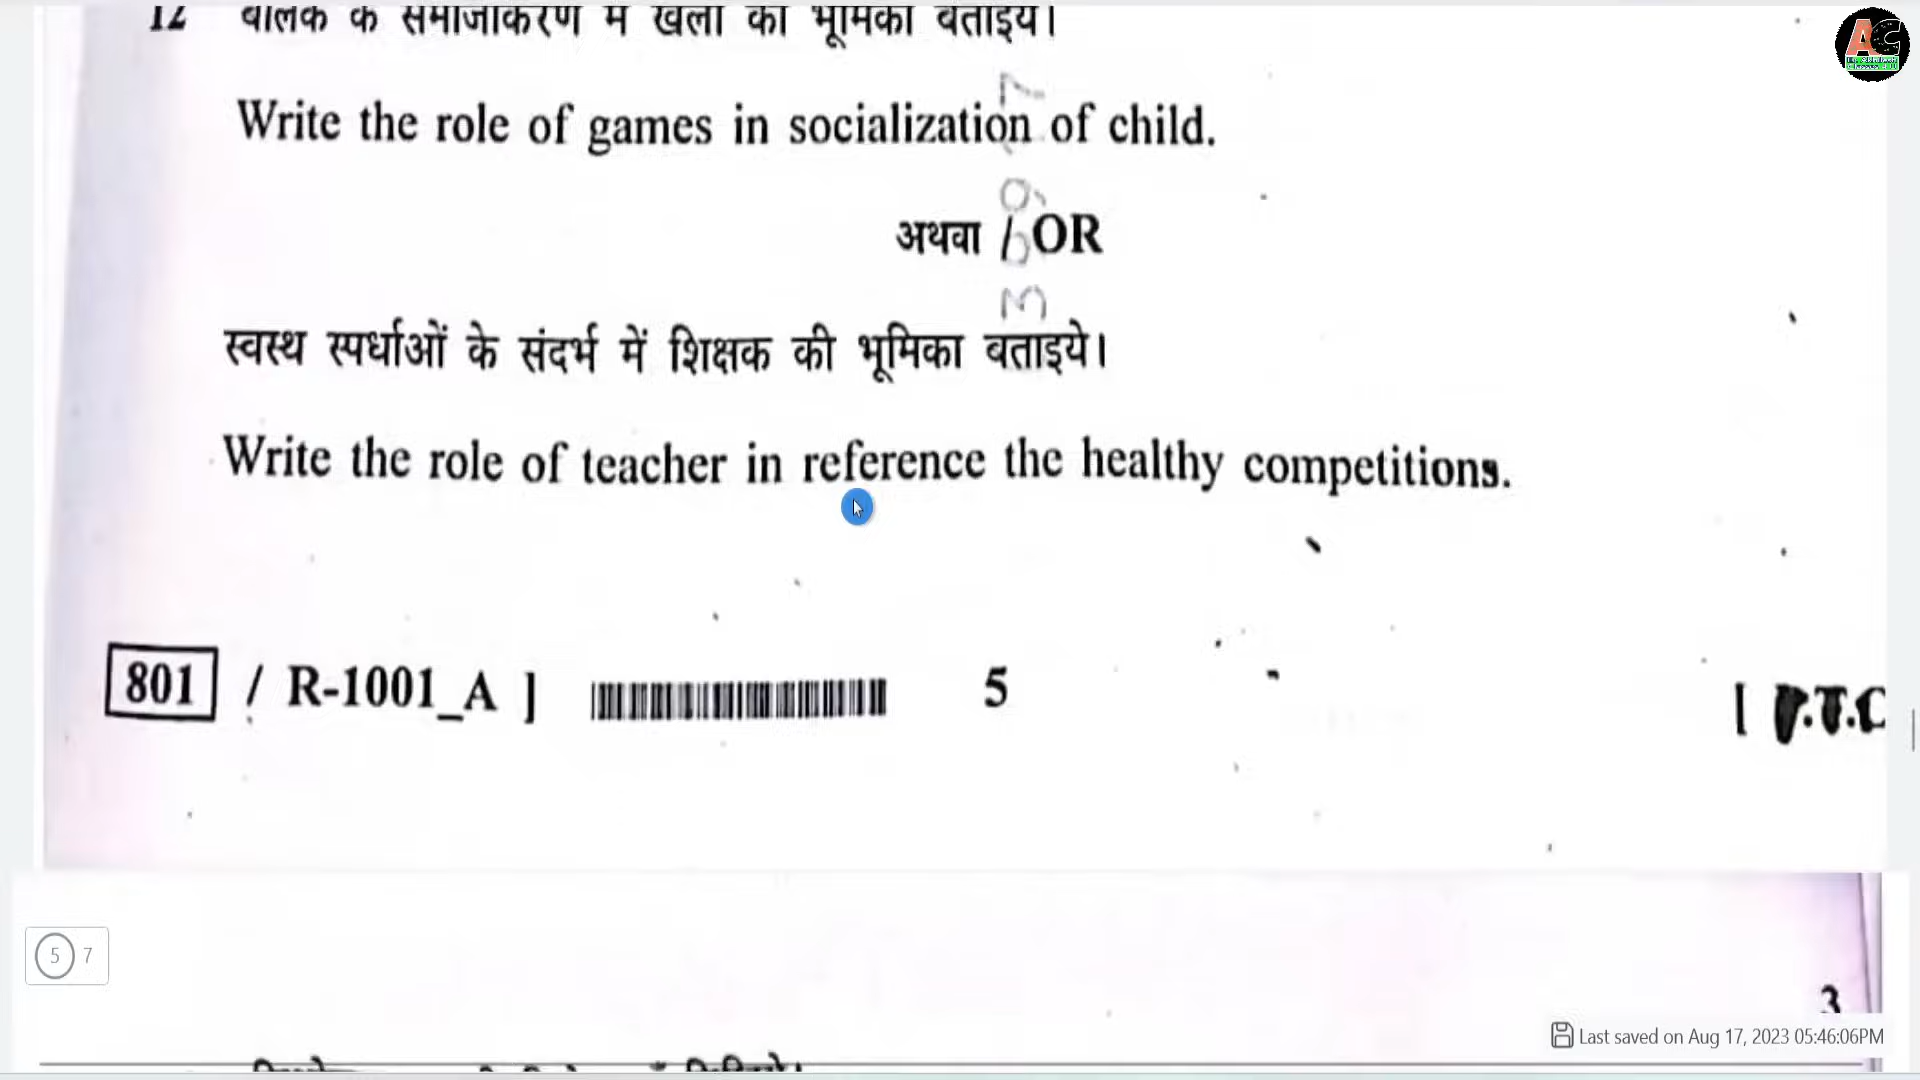 12 बालक के समाजीकरण में खेलों की भूमिका बताइये।
Write the role of games in socialization of child.
अथवा / OR
स्वस्थ स्पर्धाओं के संदर्भ में शिक्षक की भूमिका बताइये।
Write the role of teacher in reference the healthy competitions.
801 / R-1001_A ] 5 [ P.T.O
5 7
3
Last saved on Aug 17, 2023 05:46:06PM